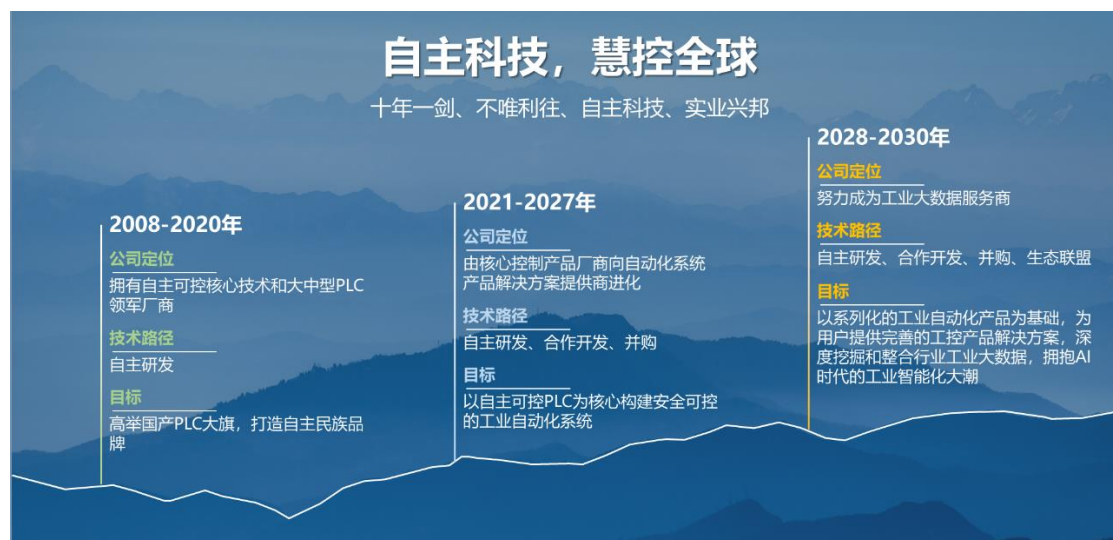 自主科技，慧控全球
十年一剑、不唯利往、自主科技、实业兴邦
2008-2020年
公司定位
拥有自主可控核心技术和大中型PLC
领军厂商
技术路径
自主研发
目标
高举国产PLC大旗，打造自主民族品
牌
2021-2027年
公司定位
由核心控制产品厂商向自动化系统
产品解决方案提供商进化
技术路径
自主研发、合作开发、并购
目标
以自主可控PLC为核心构建安全可控
的工业自动化系统
2028-2030年
公司定位
努力成为工业大数据服务商
技术路径
自主研发、合作开发、并购、生态联盟
目标
以系列化的工业自动化产品为基础，为
用户提供完善的工控产品解决方案，深
度挖掘和整合行业工业大数据，拥抱AI
时代的工业智能化大潮